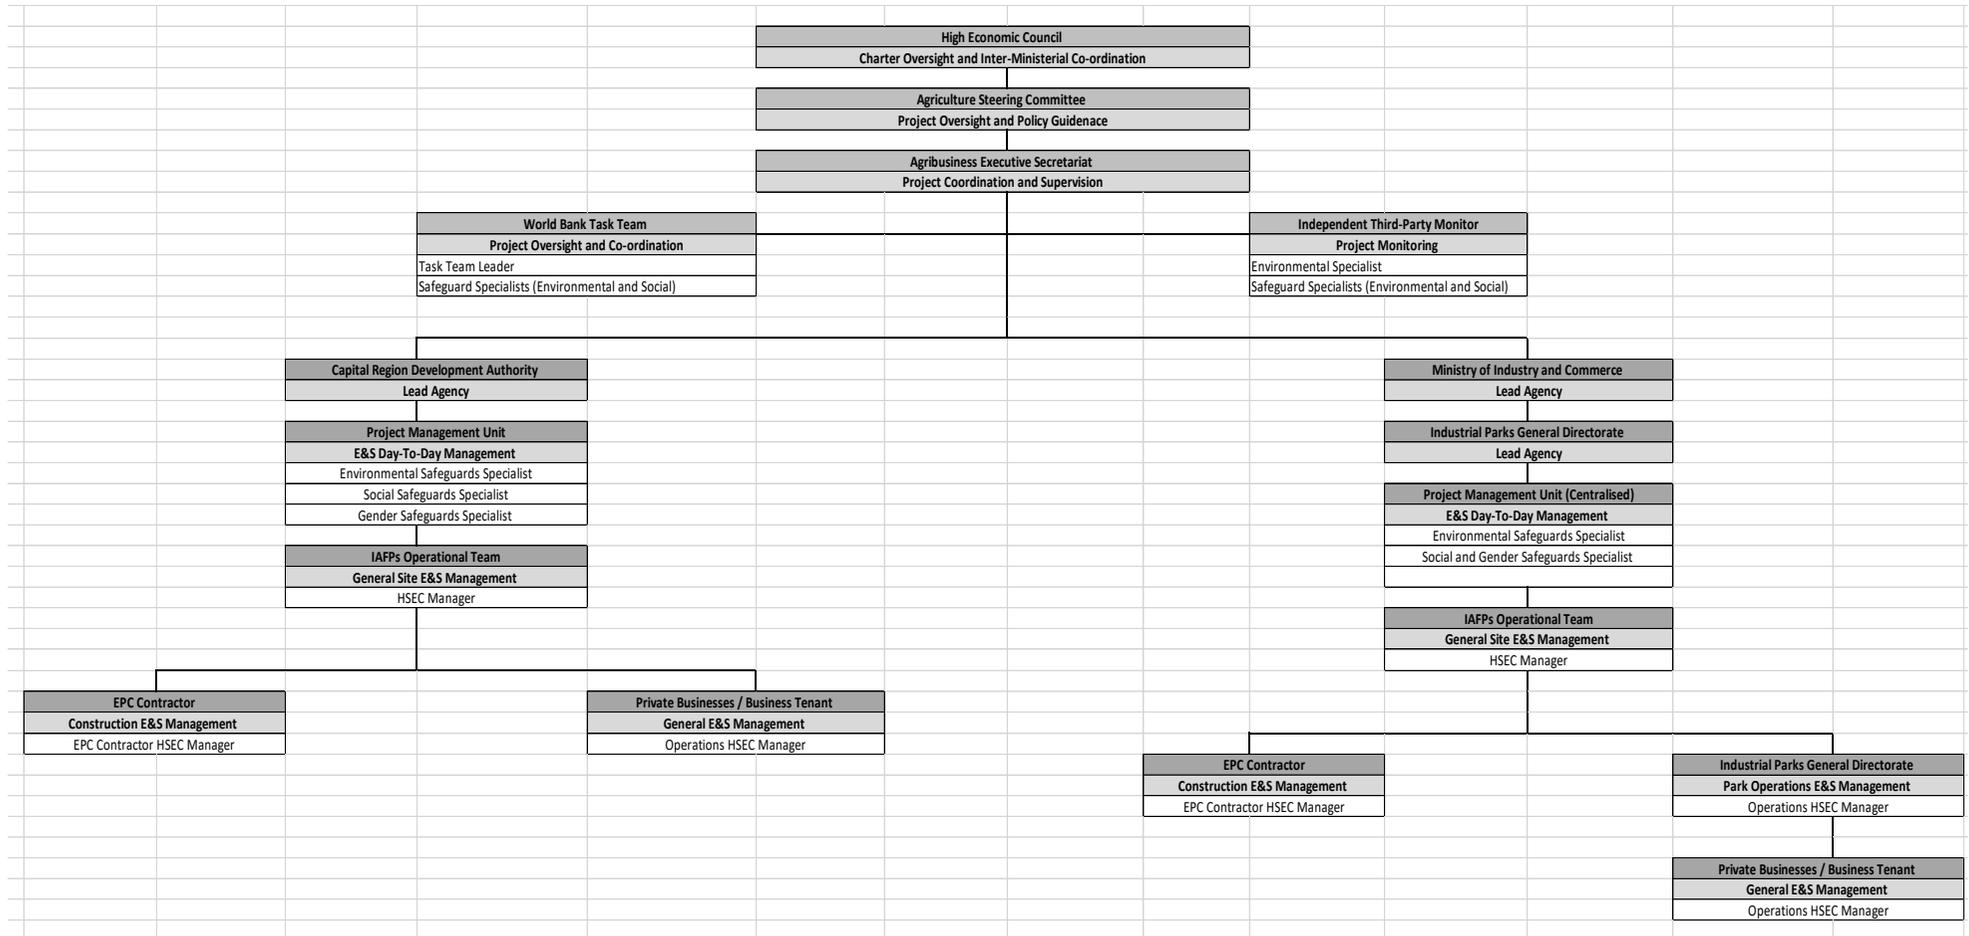 High Economic Council
Charter Oversight and Inter-Ministerial Co-ordination
Agriculture Steering Committee
Project Oversight and Policy Guidenace
Agribusiness Executive Secretariat
Project Coordination and Supervision
World Bank Task Team
Project Oversight and Co-ordination
Task Team Leader
Safeguard Specialists (Environmental and Social)
Independent Third-Party Monitor
Project Monitoring
Environmental Specialist
Safeguard Specialists (Environmental and Social)
Capital Region Development Authority
Lead Agency
Project Management Unit
E&S Day-To-Day Management
Environmental Safeguards Specialist
Social Safeguards Specialist
Gender Safeguards Specialist
IAFPs Operational Team
General Site E&S Management
HSEC Manager
EPC Contractor
Construction E&S Management
EPC Contractor HSEC Manager
Private Businesses / Business Tenant
General E&S Management
Operations HSEC Manager
Ministry of Industry and Commerce
Lead Agency
Industrial Parks General Directorate
Lead Agency
Project Management Unit (Centralised)
E&S Day-To-Day Management
Environmental Safeguards Specialist
Social and Gender Safeguards Specialist
IAFPs Operational Team
General Site E&S Management
HSEC Manager
EPC Contractor
Construction E&S Management
EPC Contractor HSEC Manager
Industrial Parks General Directorate
Park Operations E&S Management
Operations HSEC Manager
Private Businesses / Business Tenant
General E&S Management
Operations HSEC Manager